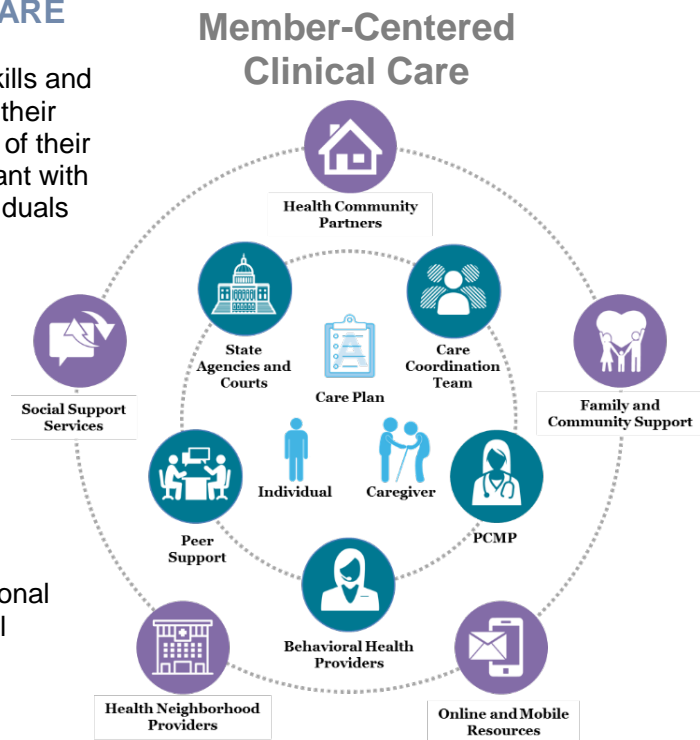 ARE
kills and
their
of their
ant with
duals
onal
l
Member-Centered
Clinical Care
Health Community
Partners
State
Agencies and
Courts
Care
Coordination
Team
Care Plan
Social Support
Services
Family and
Community Support
Individual
Caregiver
Peer
Support
PCMP
Behavioral Health
Providers
Health Neighborhood
Providers
Online and Mobile
Resources